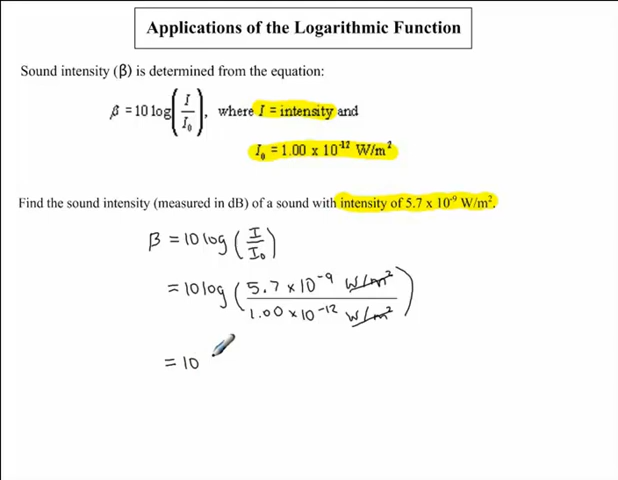 Applications of the Logarithmic Function
Sound intensity (β) is determined from the equation:
β = 10 log(I/I₀), where I = intensity and
I₀ = 1.00 x 10⁻¹² W/m²
Find the sound intensity (measured in dB) of a sound with intensity of 5.7 x 10⁻⁹ W/m².
β = 10 log (I/I₀)
= 10 log (5.7 × 10⁻⁹ W/m² / 1.00 × 10⁻¹² W/m²)
= 10